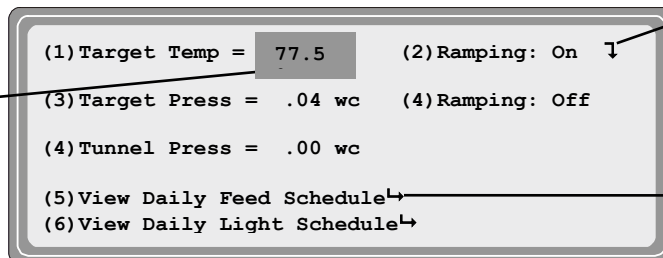 (1)Target Temp = 77.5 (2)Ramping: On ↴
(3)Target Press = .04 wc (4)Ramping: Off
(4)Tunnel Press = .00 wc
(5)View Daily Feed Schedule↳
(6)View Daily Light Schedule↳